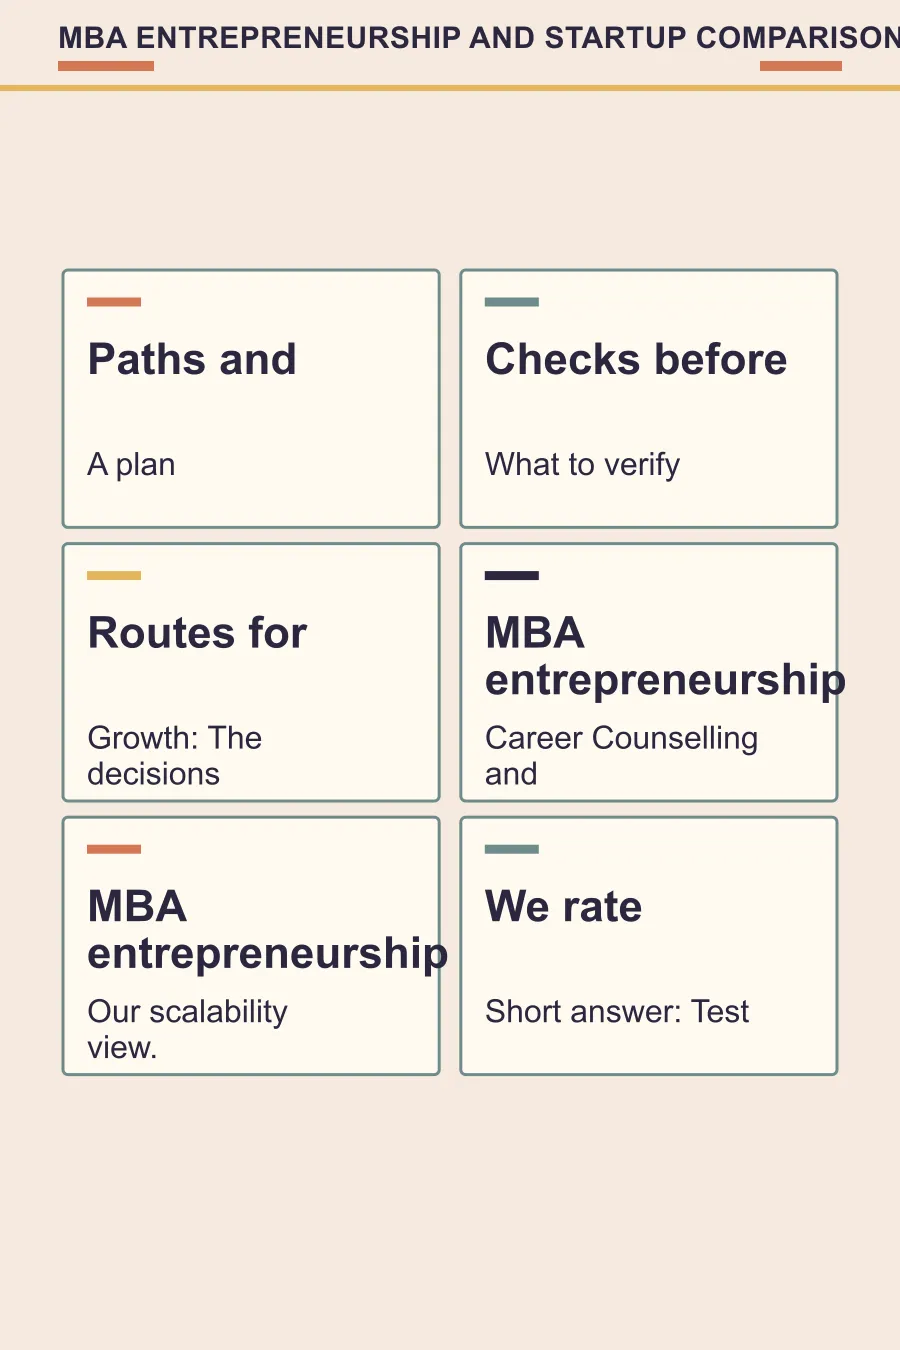 MBA ENTREPRENEURSHIP AND STARTUP COMPARISON
Paths and
A plan
Checks before
What to verify
Routes for
Growth: The
decisions
MBA
entrepreneurship
Career Counselling
and
MBA
entrepreneurship
Our scalability
view.
We rate
Short answer: Test